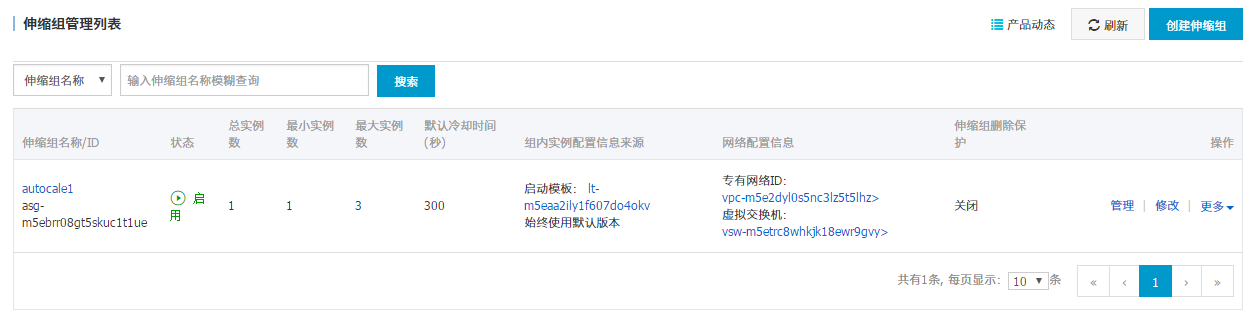 伸缩组管理列表
产品动态
刷新
创建伸缩组
伸缩组名称
输入伸缩组名称模糊查询
搜索
伸缩组名称/ID
状态
总实例
数
最小实例
数
最大实例
数
默认冷却时间
(秒)
组内实例配置信息来源
网络配置信息
伸缩组删除保
护
操作
autocale1
asg-
m5ebrr08gt5skuc1t1ue
启
用
1
1
3
300
启动模板： lt-
m5eaa2ily1f607do4okv
始终使用默认版本
专有网络ID：
vpc-m5e2dyl0s5nc3lz5t5lhz>
虚拟交换机：
vsw-m5etrc8whkjk18ewr9gvy>
关闭
管理 | 修改 | 更多
共有1条, 每页显示： 10 条
« ‹ 1 › »